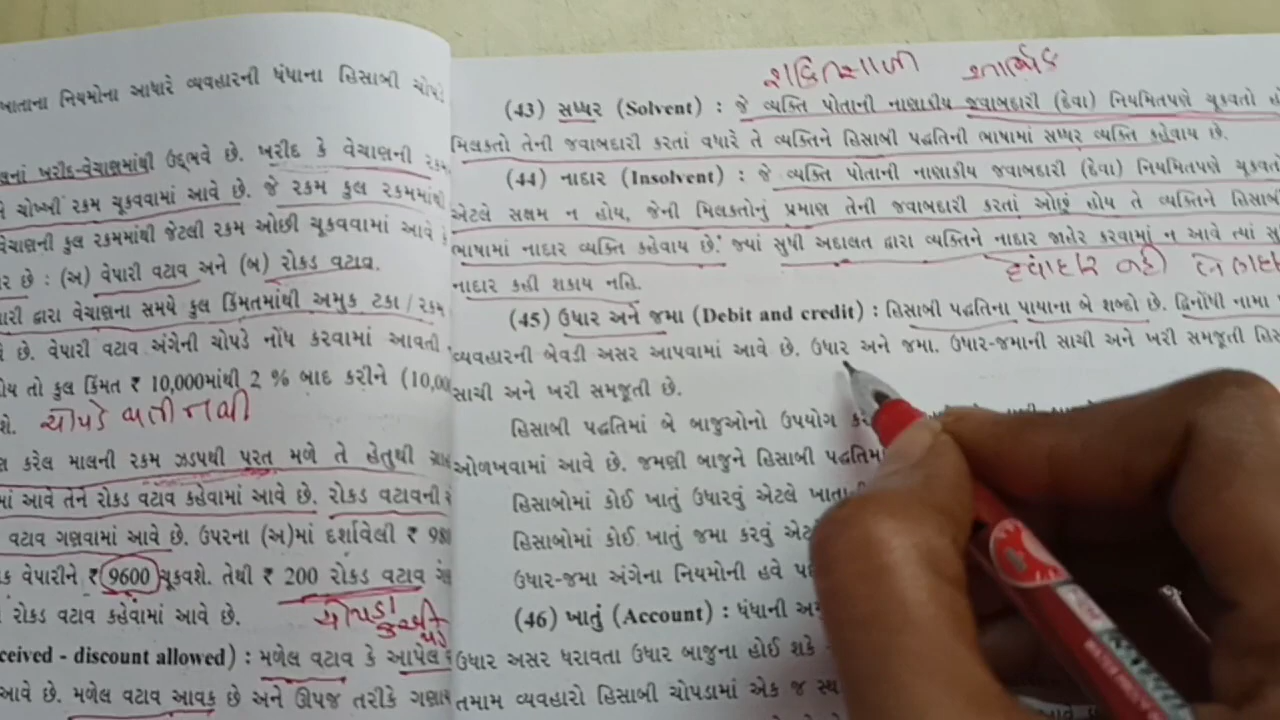 ખાતાના નિયમોના આધારે વ્યવહારની ધંધાના હિસાબી ચોપડે
ખરીદ-વેચાણમાંથી ઉદ્ભવે છે. ખરીદ કે વેચાણની રકમ
ચોખ્ખી રકમ ચૂકવવામાં આવે છે. જે રકમ કુલ રકમમાંથી
વેચાણની કુલ રકમમાંથી જેટલી રકમ ઓછી ચૂકવવામાં આવે
છે : (અ) વેપારી વટાવ અને (બ) રોકડ વટાવ.
દ્વારા વેચાણના સમયે કુલ કિંમતમાંથી અમુક ટકા / રકમ
છે. વેપારી વટાવ અંગેની ચોપડે નોંધ કરવામાં આવતી
તો કુલ કિંમત ₹ 10,000માંથી 2 % બાદ કરીને (10,00
ચોપડે
કરેલ માલની રકમ ઝડપથી પરત મળે તે હેતુથી
આવે તેને રોકડ વટાવ કહેવામાં આવે છે. રોકડ વટાવની
વટાવ ગણવામાં આવે છે. ઉપરના (અ)માં દર્શાવેલી ₹ 980
વેપારીને ₹ 9600 ચૂકવશે. તેથી ₹ 200 રોકડ વટાવ
રોકડ વટાવ કહેવામાં આવે છે.
ceived - discount allowed) : મળેલ વટાવ કે આપેલ
આવે છે. મળેલ વટાવ આવક છે અને ઊપજ તરીકે ગણાય
(43) સધ્ધર (Solvent) : જે વ્યક્તિ પોતાની નાણાકીય જવાબદારી (દેવા) નિયમિતપણે ચૂકવતો
મિલકતો તેની જવાબદારી કરતાં વધારે તે વ્યક્તિને હિસાબી પદ્ધતિની ભાષામાં સધ્ધર વ્યક્તિ કહેવાય છે.
(44) નાદાર (Insolvent) : જે વ્યક્તિ પોતાની નાણાકીય જવાબદારી (દેવા) નિયમિતપણે ચૂકવતો
એટલે સક્ષમ ન હોય, જેની મિલકતોનું પ્રમાણ તેની જવાબદારી કરતાં ઓછું હોય તે વ્યક્તિને હિસાબી
ભાષામાં નાદાર વ્યક્તિ કહેવાય છે. જ્યાં સુધી અદાલત દ્વારા વ્યક્તિને નાદાર જાહેર કરવામાં ન આવે ત્યાં
નાદાર કહી શકાય નહિ.
(45) ઉધાર અને જમા (Debit and credit) : હિસાબી પદ્ધતિના પાયાના બે શબ્દો છે. દ્વિનોંધી નામા
વ્યવહારની બેવડી અસર આપવામાં આવે છે. ઉધાર અને જમા. ઉધાર-જમાની સાચી અને ખરી સમજૂતી
સાચી અને ખરી સમજૂતી છે.
હિસાબી પદ્ધતિમાં બે બાજુઓનો ઉપયોગ
ઓળખવામાં આવે છે. જમણી બાજુને હિસાબી
હિસાબોમાં કોઈ ખાતું ઉધારવું એટલે
હિસાબોમાં કોઈ ખાતું જમા કરવું
ઉધાર-જમા અંગેના નિયમોની હવે
(46) ખાતું (Account) : ધંધાની
ઉધાર અસર ધરાવતા ઉધાર બાજુના હોઈ શકે
તમામ વ્યવહારો હિસાબી ચોપડામાં એક જ